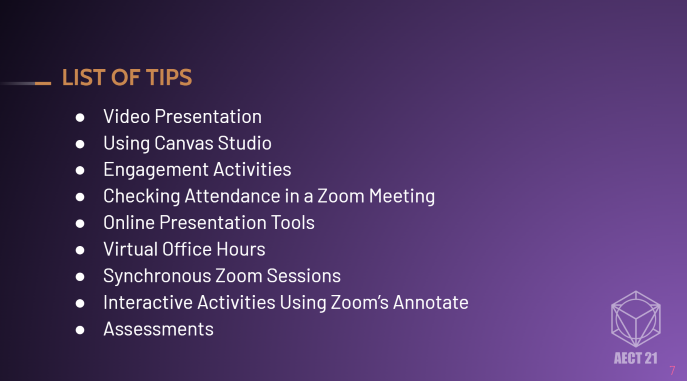 LIST OF TIPS
● Video Presentation
● Using Canvas Studio
● Engagement Activities
● Checking Attendance in a Zoom Meeting
● Online Presentation Tools
● Virtual Office Hours
● Synchronous Zoom Sessions
● Interactive Activities Using Zoom’s Annotate
● Assessments
AECT 21
7